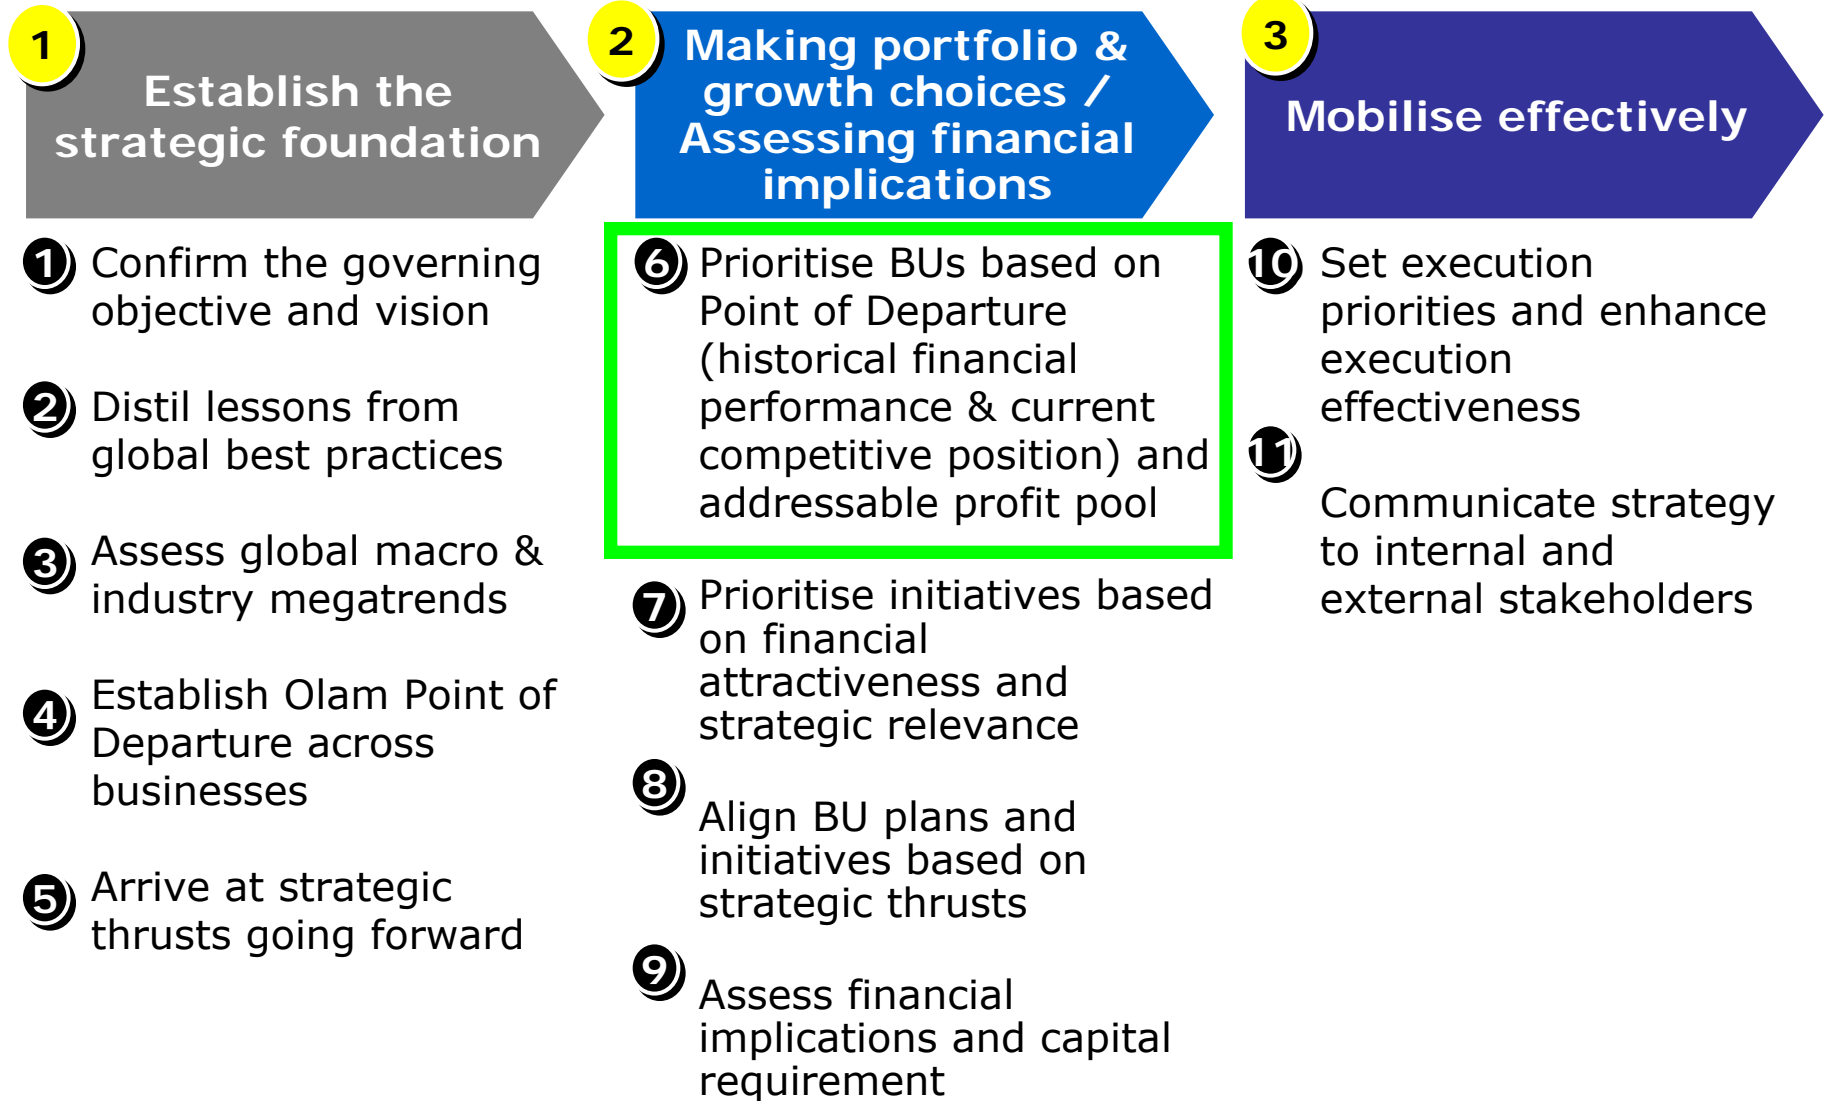 1
Establish the
strategic foundation
1 Confirm the governing
objective and vision
2 Distil lessons from
global best practices
3 Assess global macro &
industry megatrends
4 Establish Olam Point of
Departure across
businesses
5 Arrive at strategic
thrusts going forward
2
Making portfolio &
growth choices /
Assessing financial
implications
6 Prioritise BUs based on
Point of Departure
(historical financial
performance & current
competitive position) and
addressable profit pool
7 Prioritise initiatives based
on financial
attractiveness and
strategic relevance
8
Align BU plans and
initiatives based on
strategic thrusts
9
Assess financial
implications and capital
requirement
3
Mobilise effectively
10 Set execution
priorities and enhance
execution
effectiveness
11
Communicate strategy
to internal and
external stakeholders